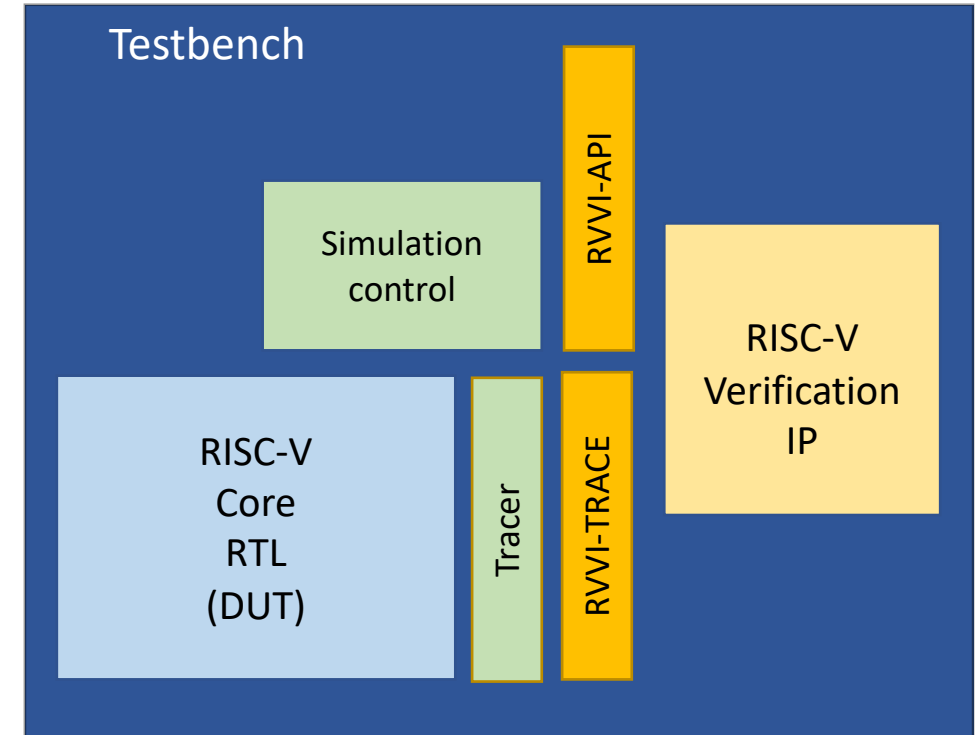 Testbench
RVVI-API
Simulation
control
RISC-V
Verification
IP
RISC-V
Core
RTL
(DUT)
Tracer
RVVI-TRACE